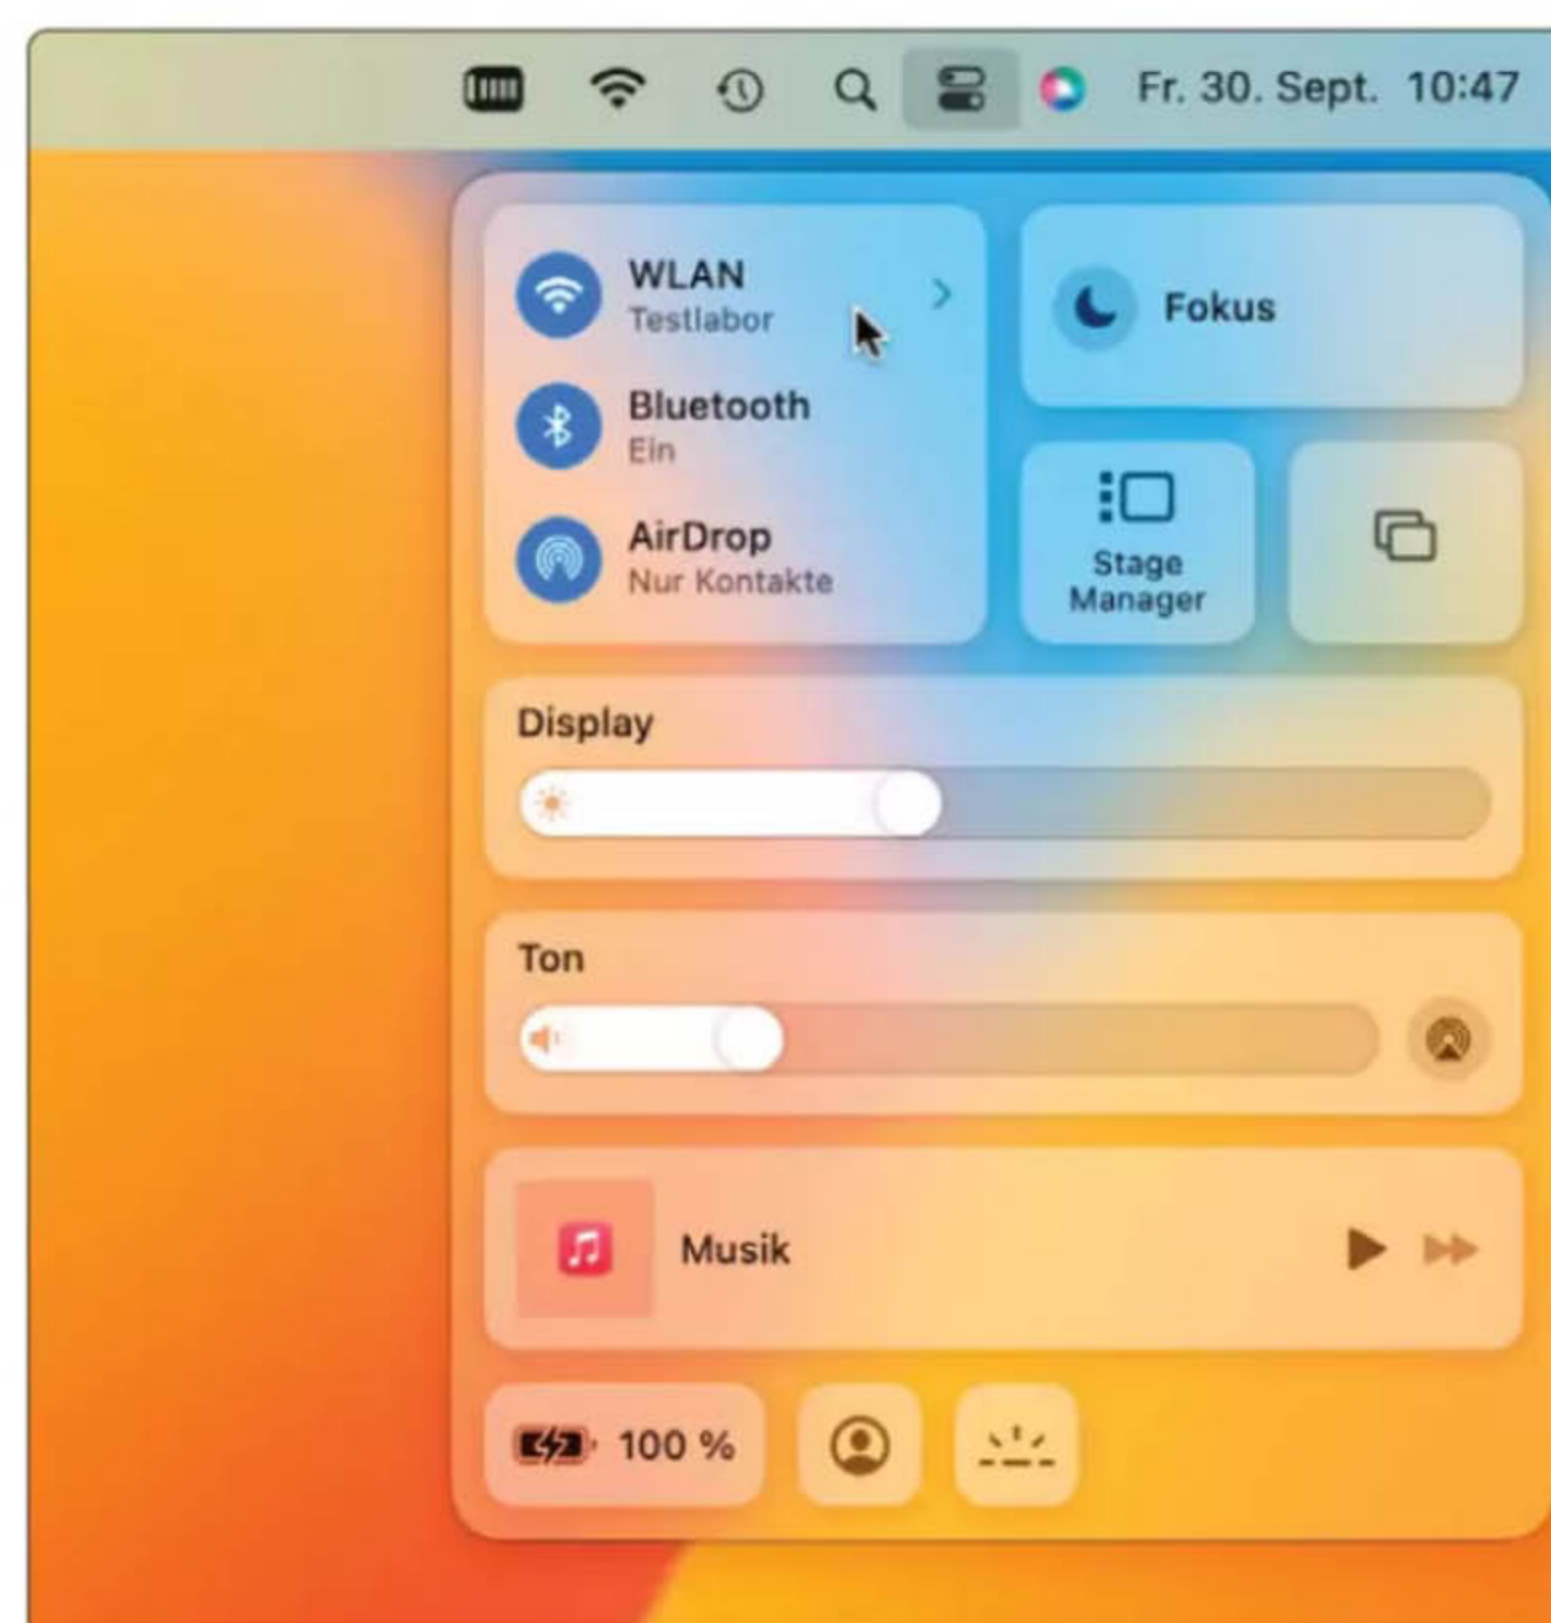 Fr. 30. Sept. 10:47
WLAN
Testlabor
Bluetooth
Ein
AirDrop
Nur Kontakte
Fokus
Stage
Manager
Display
Ton
Musik
100 %